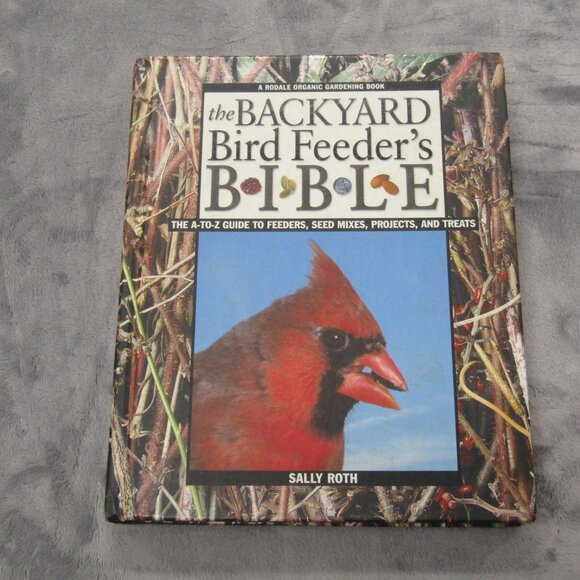 A RODALE ORGANIC GARDENING BOOK
the BACKYARD
Bird Feeder's
B•I•B•L•E
THE A-TO-Z GUIDE TO FEEDERS, SEED MIXES, PROJECTS, AND TREATS
SALLY ROTH